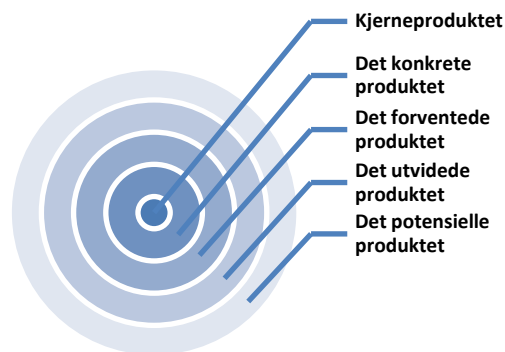 Kjerneproduktet
Det konkrete
produktet
Det forventede
produktet
Det utvidede
produktet
Det potensielle
produktet